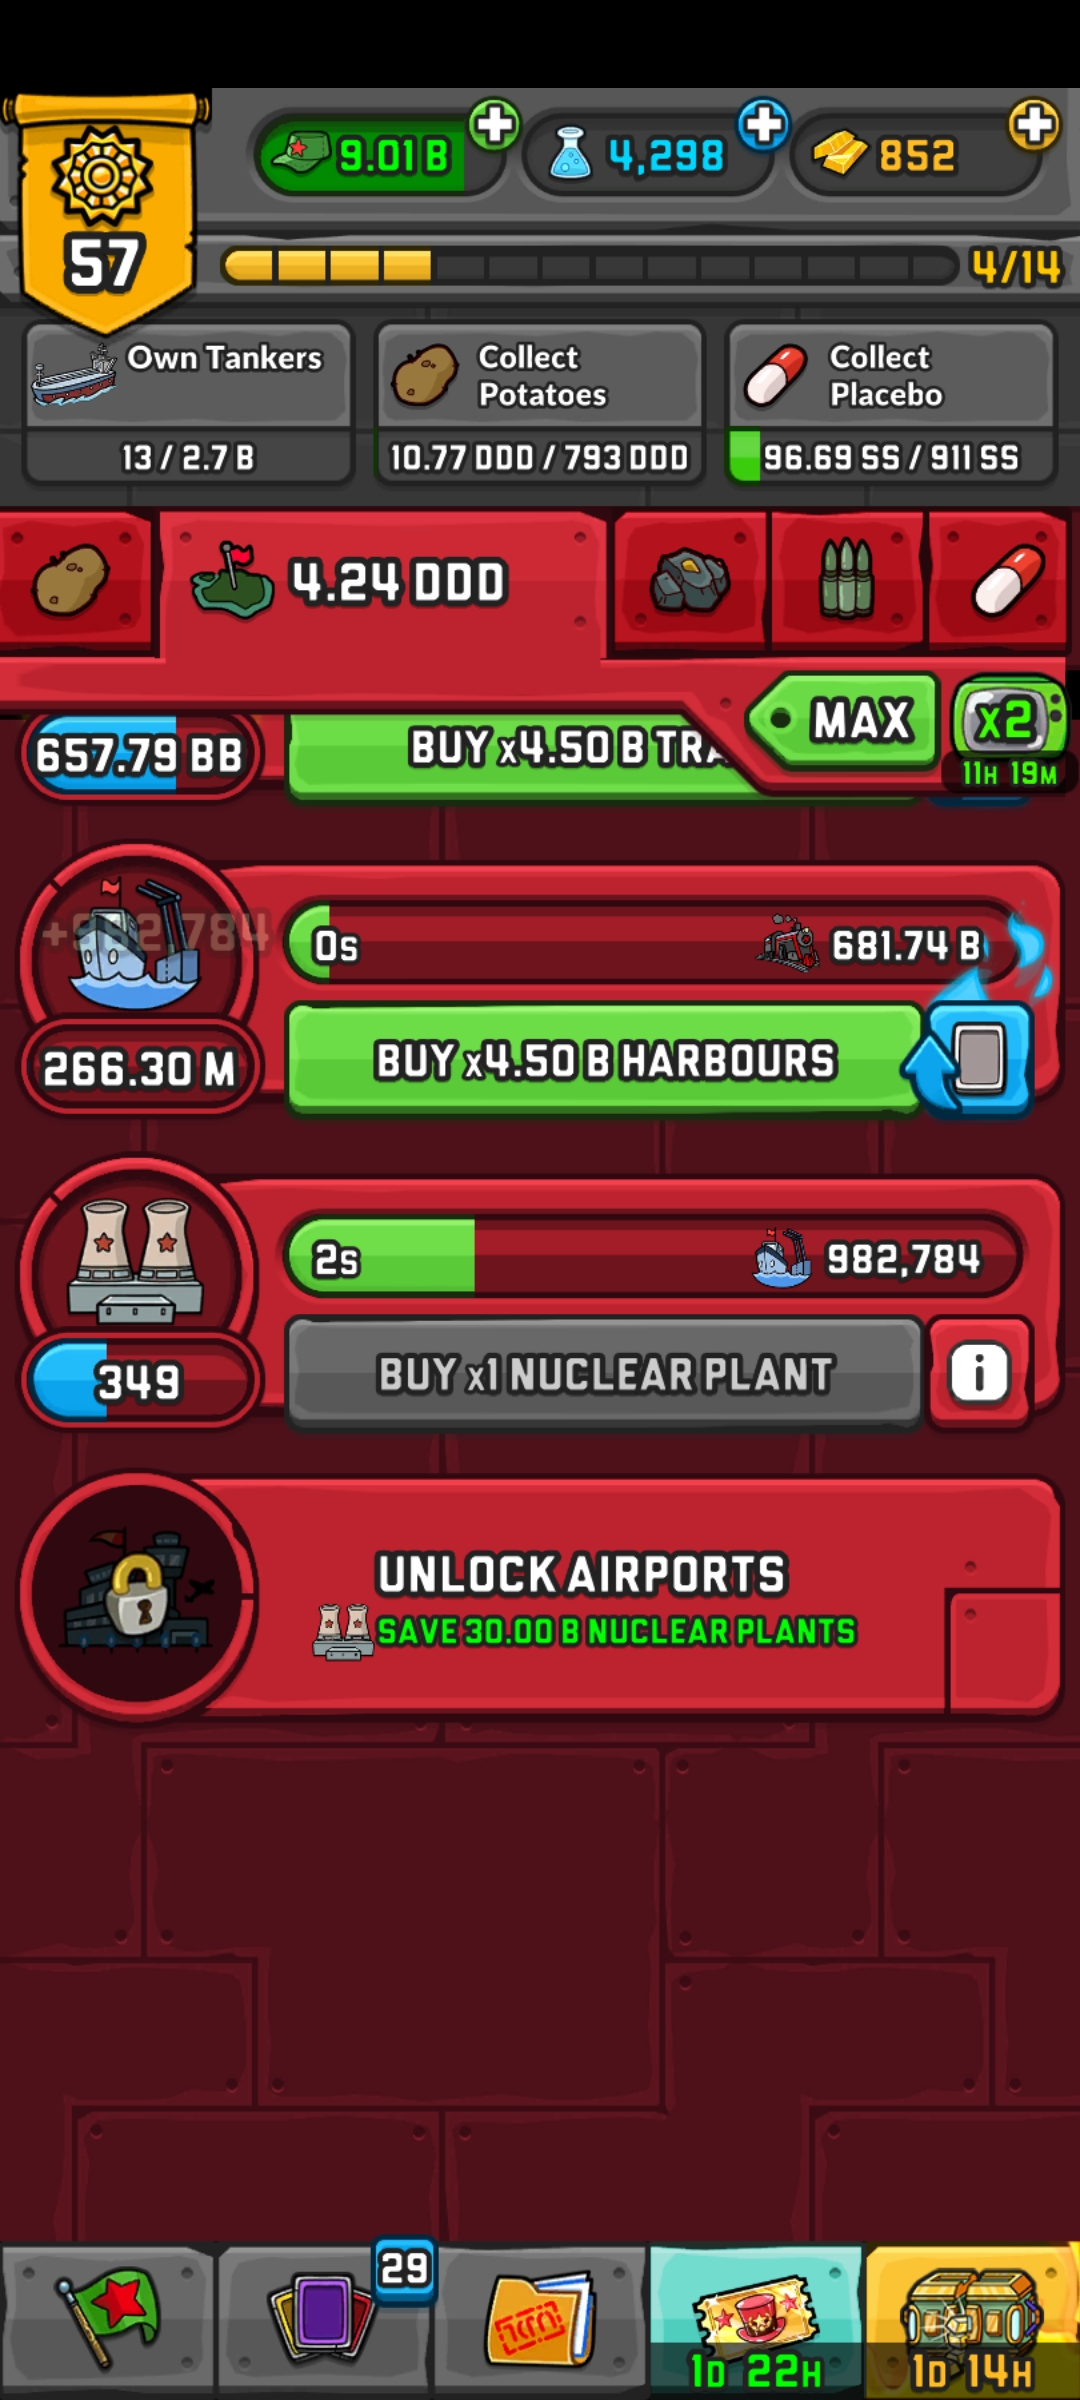 9.01 B
4,298
852
57
4/14
Own Tankers
13 / 2.7 B
Collect
Potatoes
10.77 DDD / 793 DDD
Collect
Placebo
96.69 SS / 911 SS
4.24 DDD
MAX
x2
11H 19M
657.79 BB
BUY x4.50 B TRA
+982,784
0s
681.74 B
266.30 M
BUY x4.50 B HARBOURS
2s
982,784
349
BUY x1 NUCLEAR PLANT
i
UNLOCK AIRPORTS
SAVE 30.00 B NUCLEAR PLANTS
29
1D 22H
1D 14H